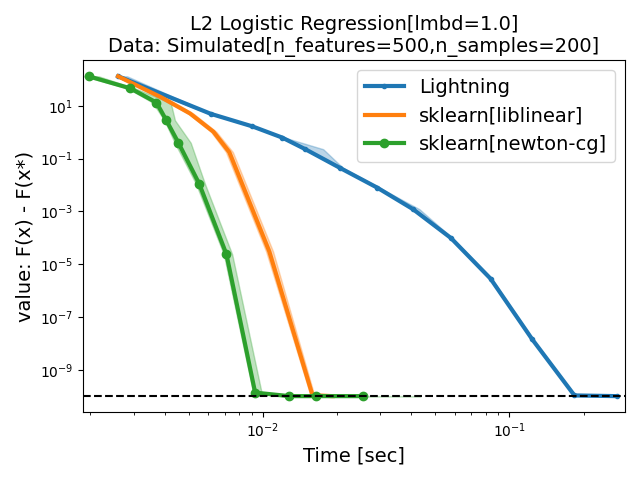 L2 Logistic Regression[lmbd=1.0]
Data: Simulated[n_features=500,n_samples=200]
Lightning
sklearn[liblinear]
sklearn[newton-cg]
value: F(x) - F(x*)
10¹
10⁻¹
10⁻³
10⁻⁵
10⁻⁷
10⁻⁹
10⁻²
10⁻¹
Time [sec]